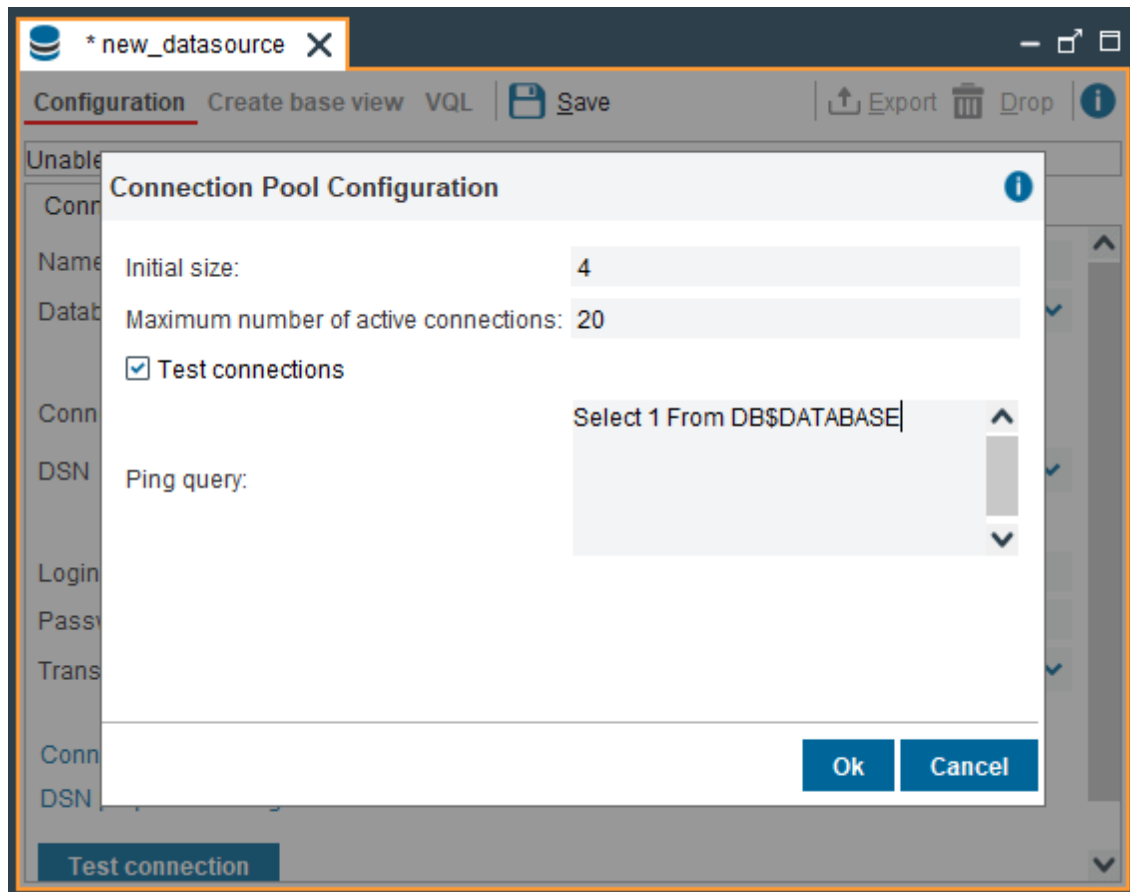 * new_datasource
Configuration Create base view VQL Save Export Drop
Unable
Connection Pool Configuration
Conn
Name
Initial size: 4
Datab
Maximum number of active connections: 20
Test connections
Conn
Select 1 From DB$DATABASE
DSN
Ping query:
Login
Passw
Trans
Conn
Ok Cancel
DSN
Test connection